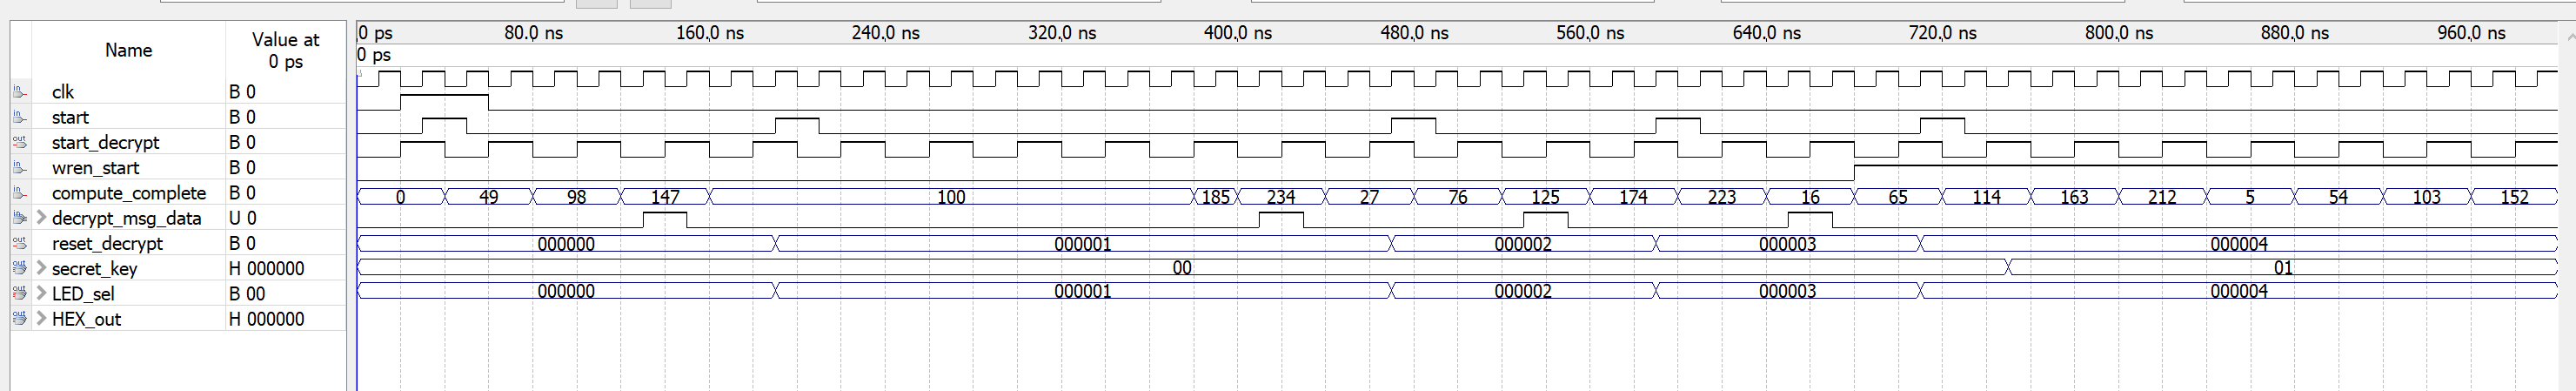 0 ps 80.0 ns 160.0 ns 240.0 ns 320.0 ns 400.0 ns 480.0 ns 560.0 ns 640.0 ns 720.0 ns 800.0 ns 880.0 ns 960.0 ns
Name Value at 0 ps
0 ps
clk B 0
start B 0
start_decrypt B 0
wren_start B 0
compute_complete B 0 0 49 98 147 100 185 234 27 76 125 174 223 16 65 114 163 212 5 54 103 152
decrypt_msg_data U 0
reset_decrypt B 0 000000 000001 000002 000003 000004
secret_key H 000000 00 01
LED_sel B 00 000000 000001 000002 000003 000004
HEX_out H 000000